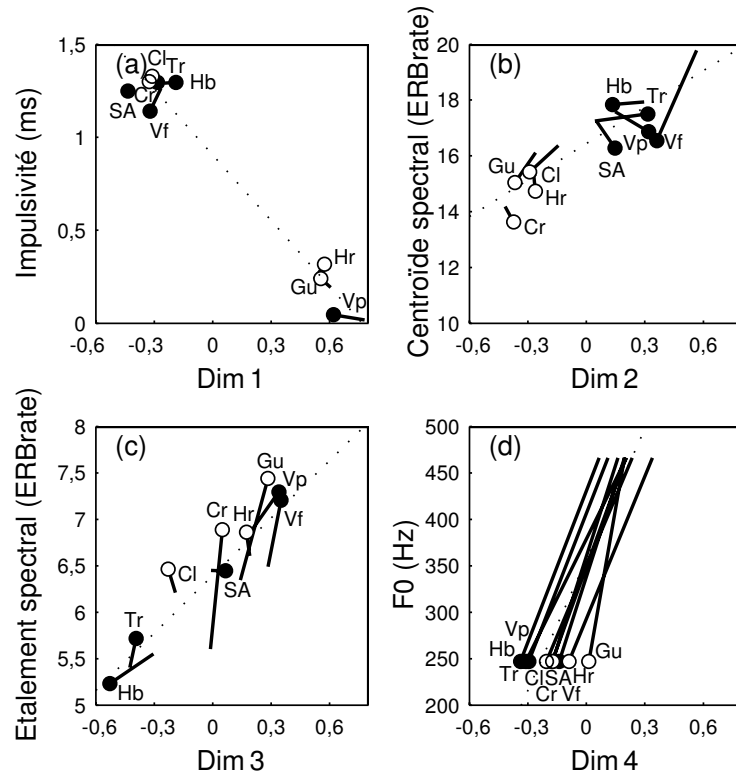 (a)
1,5
1
0,5
0
Impulsivité (ms)
Cl
Tr
Cr
Hb
SA
Vf
Hr
Gu
Vp
-0,6 -0,3 0 0,3 0,6
Dim 1
(b)
20
18
16
14
12
10
Centroïde spectral (ERBrate)
Hb
Tr
Vp
Vf
SA
Gu
Cl
Hr
Cr
-0,6 -0,3 0 0,3 0,6
Dim 2
(c)
8
7,5
7
6,5
6
5,5
5
Etalement spectral (ERBrate)
Gu
Vp
Cr
Hr
Vf
Cl
SA
Tr
Hb
-0,6 -0,3 0 0,3 0,6
Dim 3
(d)
500
450
400
350
300
250
200
F0 (Hz)
Vp
Hb
Gu
Tr
Cl
SA
Hr
Cr
Vf
-0,6 -0,3 0 0,3 0,6
Dim 4